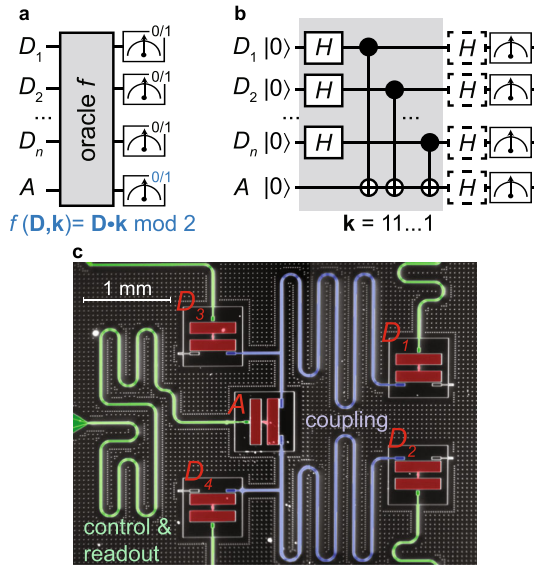 a
D1
D2
...
Dn
A
oracle f
0/1
0/1
0/1
0/1
f (D,k)= D•k mod 2
b
D1 |0⟩ H H
D2 |0⟩ H H
... ...
Dn |0⟩ H H
A |0⟩ H
k = 11...1
c
1 mm
D3
D1
A
coupling
D2
D4
control &
readout